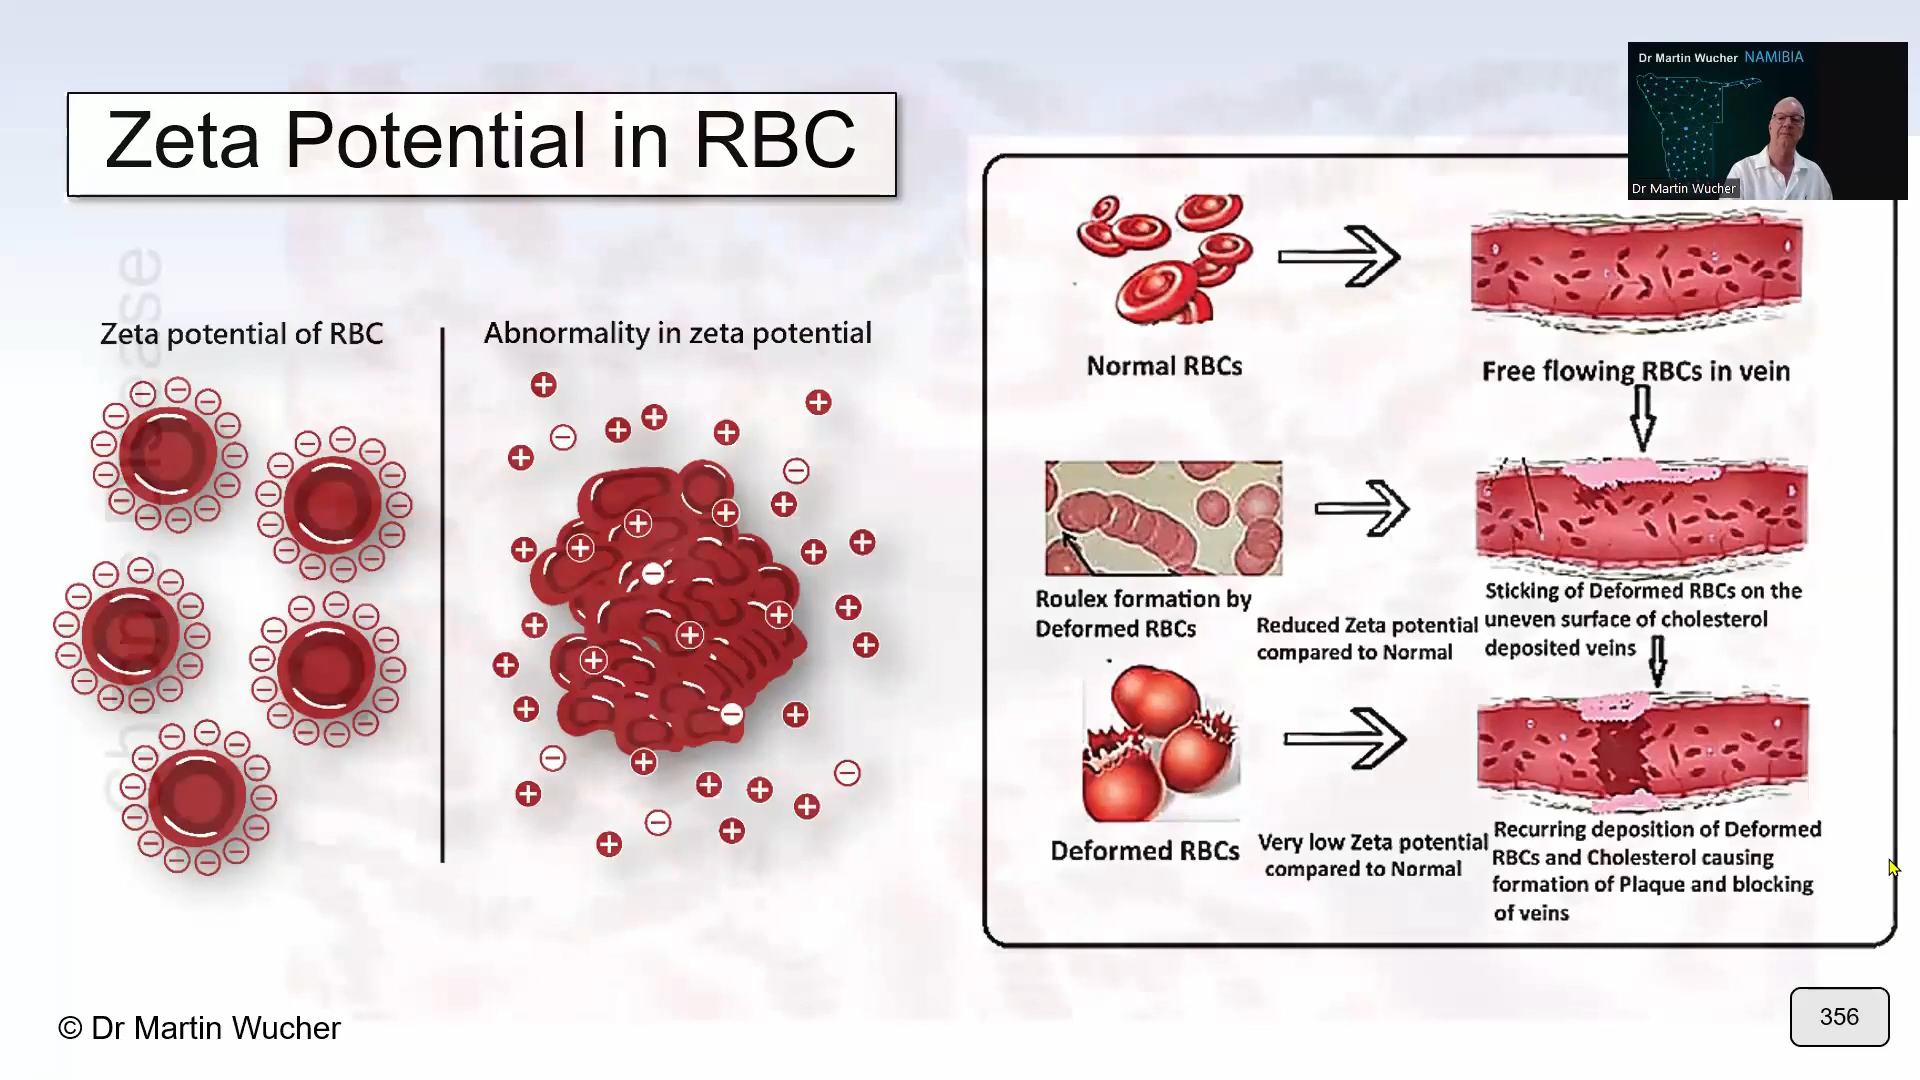 Zeta Potential in RBC
Dr Martin Wucher NAMIBIA
Dr Martin Wucher
Zeta potential of RBC
Abnormality in zeta potential
Normal RBCs
Free flowing RBCs in vein
Roulex formation by
Deformed RBCs
Reduced Zeta potential
compared to Normal
Sticking of Deformed RBCs on the
uneven surface of cholesterol
deposited veins
Deformed RBCs
Very low Zeta potential
compared to Normal
Recurring deposition of Deformed
RBCs and Cholesterol causing
formation of Plaque and blocking
of veins
© Dr Martin Wucher
356